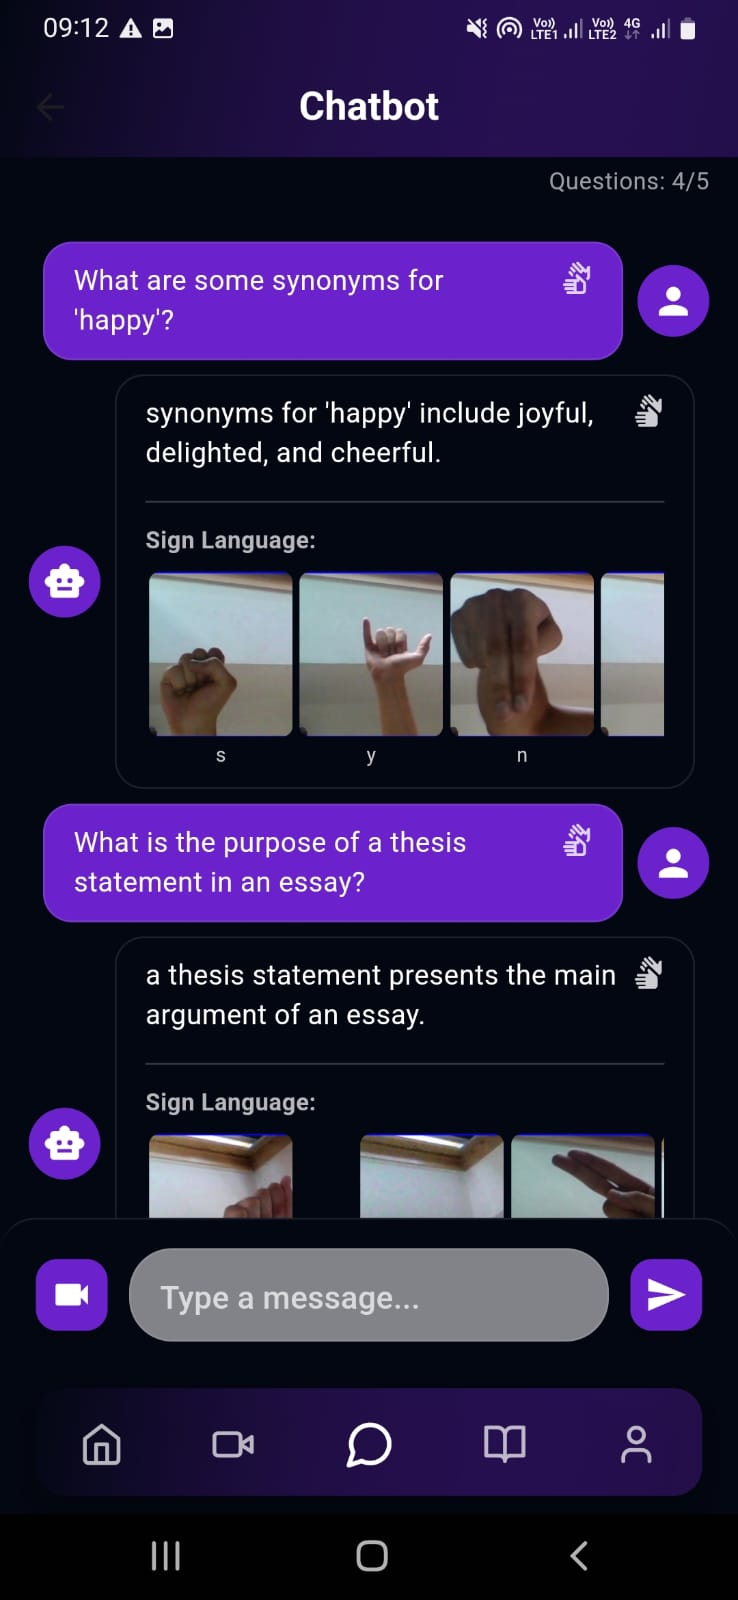 09:12
Vo)) LTE1 Vo)) LTE2 4G
Chatbot
Questions: 4/5
What are some synonyms for
'happy'?
synonyms for 'happy' include joyful,
delighted, and cheerful.
Sign Language:
s y n
What is the purpose of a thesis
statement in an essay?
a thesis statement presents the main
argument of an essay.
Sign Language:
Type a message...